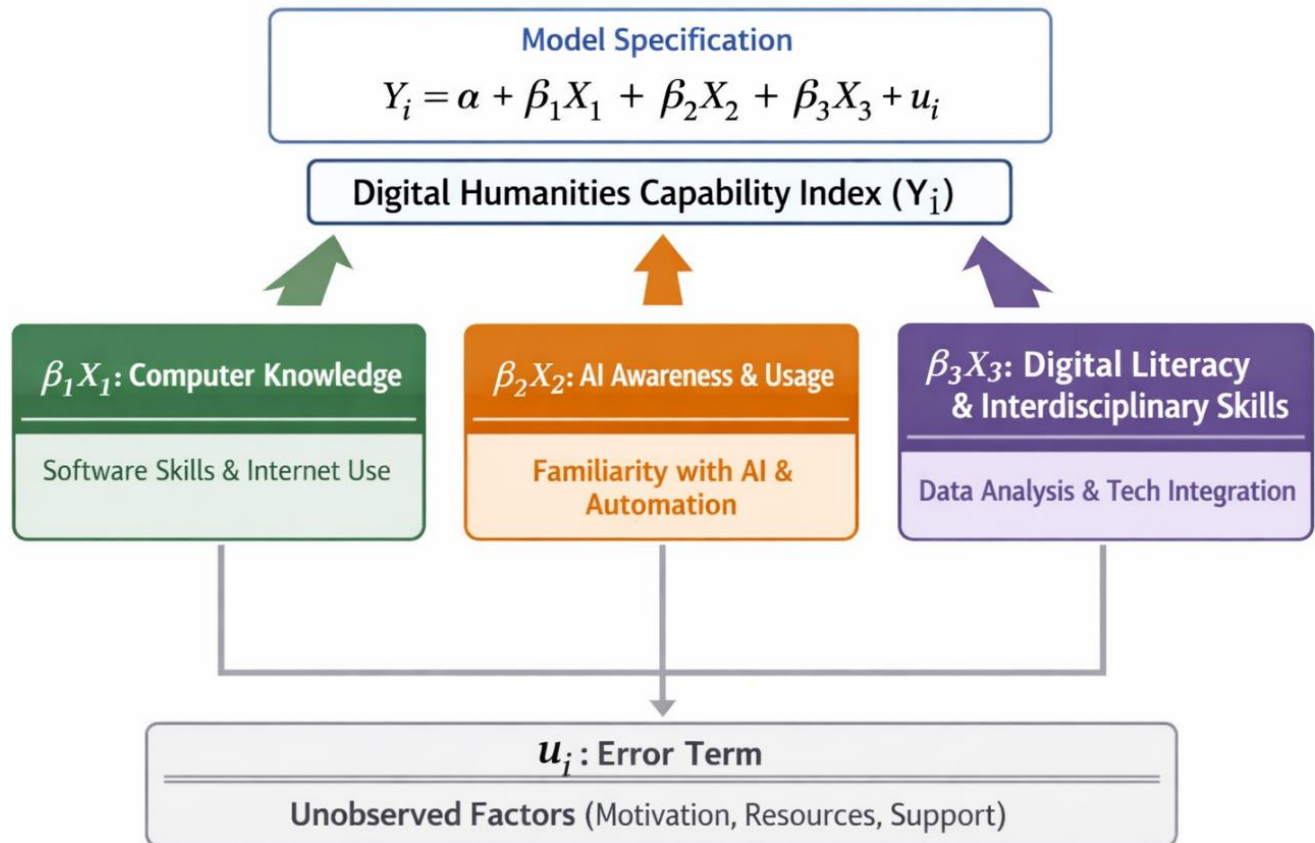 Model Specification
Yᵢ = α + β₁X₁ + β₂X₂ + β₃X₃ + uᵢ
Digital Humanities Capability Index (Yᵢ)
β₁X₁: Computer Knowledge
Software Skills & Internet Use
β₂X₂: AI Awareness & Usage
Familiarity with AI &
Automation
β₃X₃: Digital Literacy
& Interdisciplinary Skills
Data Analysis & Tech Integration
uᵢ: Error Term
Unobserved Factors (Motivation, Resources, Support)